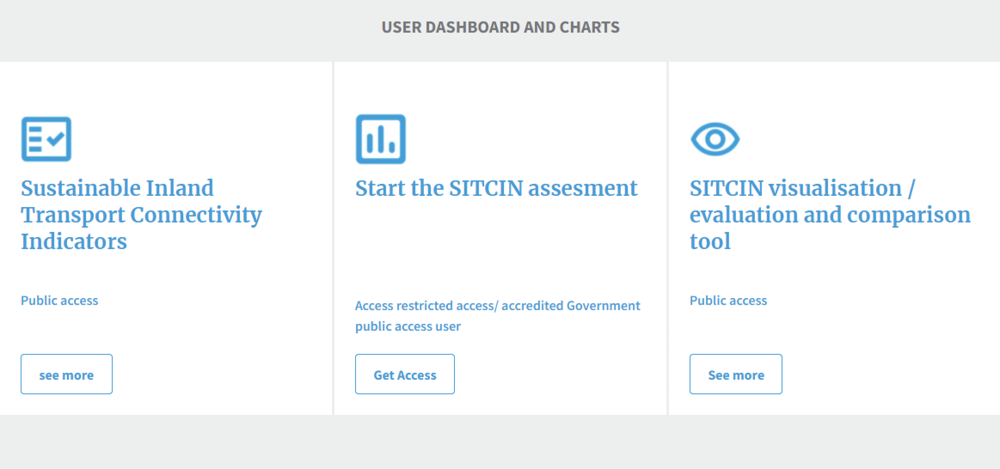 USER DASHBOARD AND CHARTS
Sustainable Inland
Transport Connectivity
Indicators
Public access
see more
Start the SITCIN assesment
Access restricted access/ accredited Government
public access user
Get Access
SITCIN visualisation /
evaluation and comparison
tool
Public access
See more